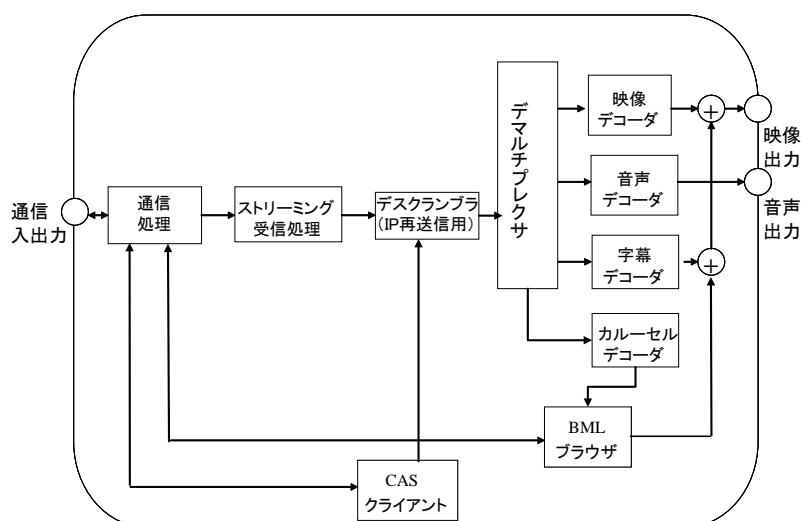 通信
入出力
通信
処理
ストリーミング
受信処理
デスクランブラ
(IP再送信用)
デマルチプレクサ
映像
デコーダ
音声
デコーダ
字幕
デコーダ
カルーセル
デコーダ
BML
ブラウザ
CAS
クライアント
+
+
映像
出力
音声
出力